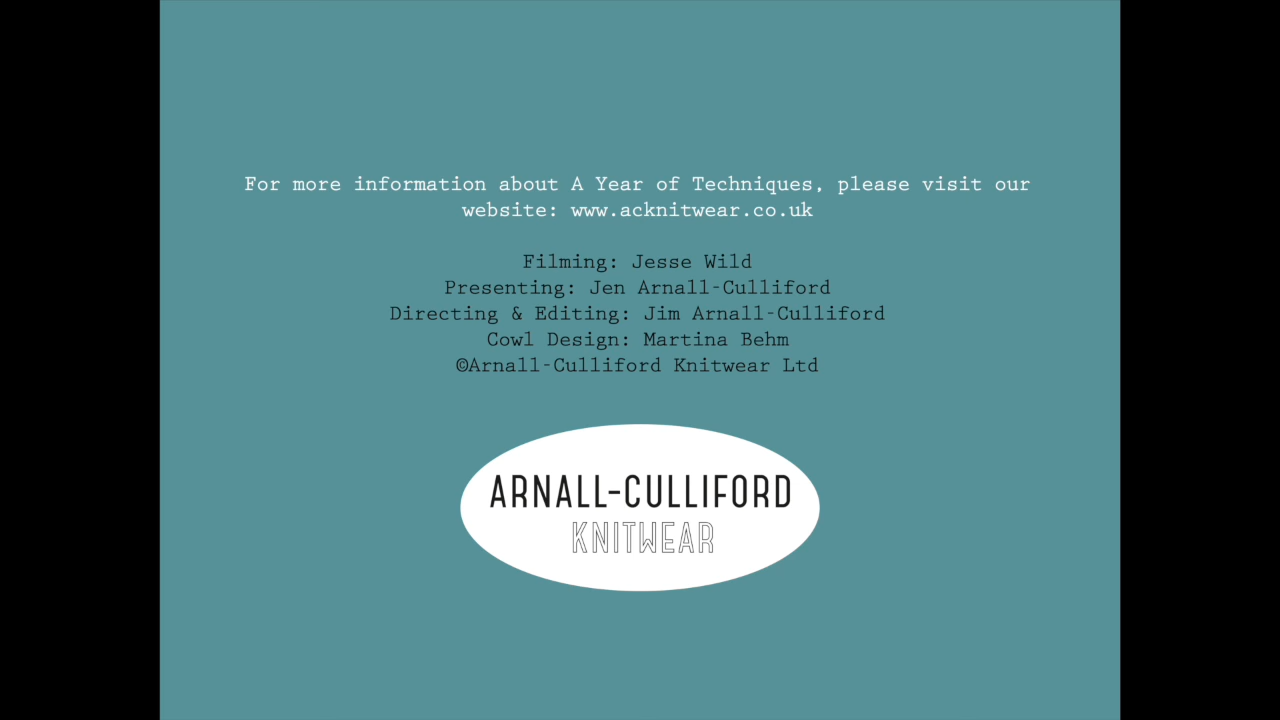 For more information about A Year of Techniques, please visit our
website: www.acknitwear.co.uk
Filming: Jesse Wild
Presenting: Jen Arnall-Culliford
Directing & Editing: Jim Arnall-Culliford
Cowl Design: Martina Behm
©Arnall-Culliford Knitwear Ltd
ARNALL-CULLIFORD
KNITWEAR